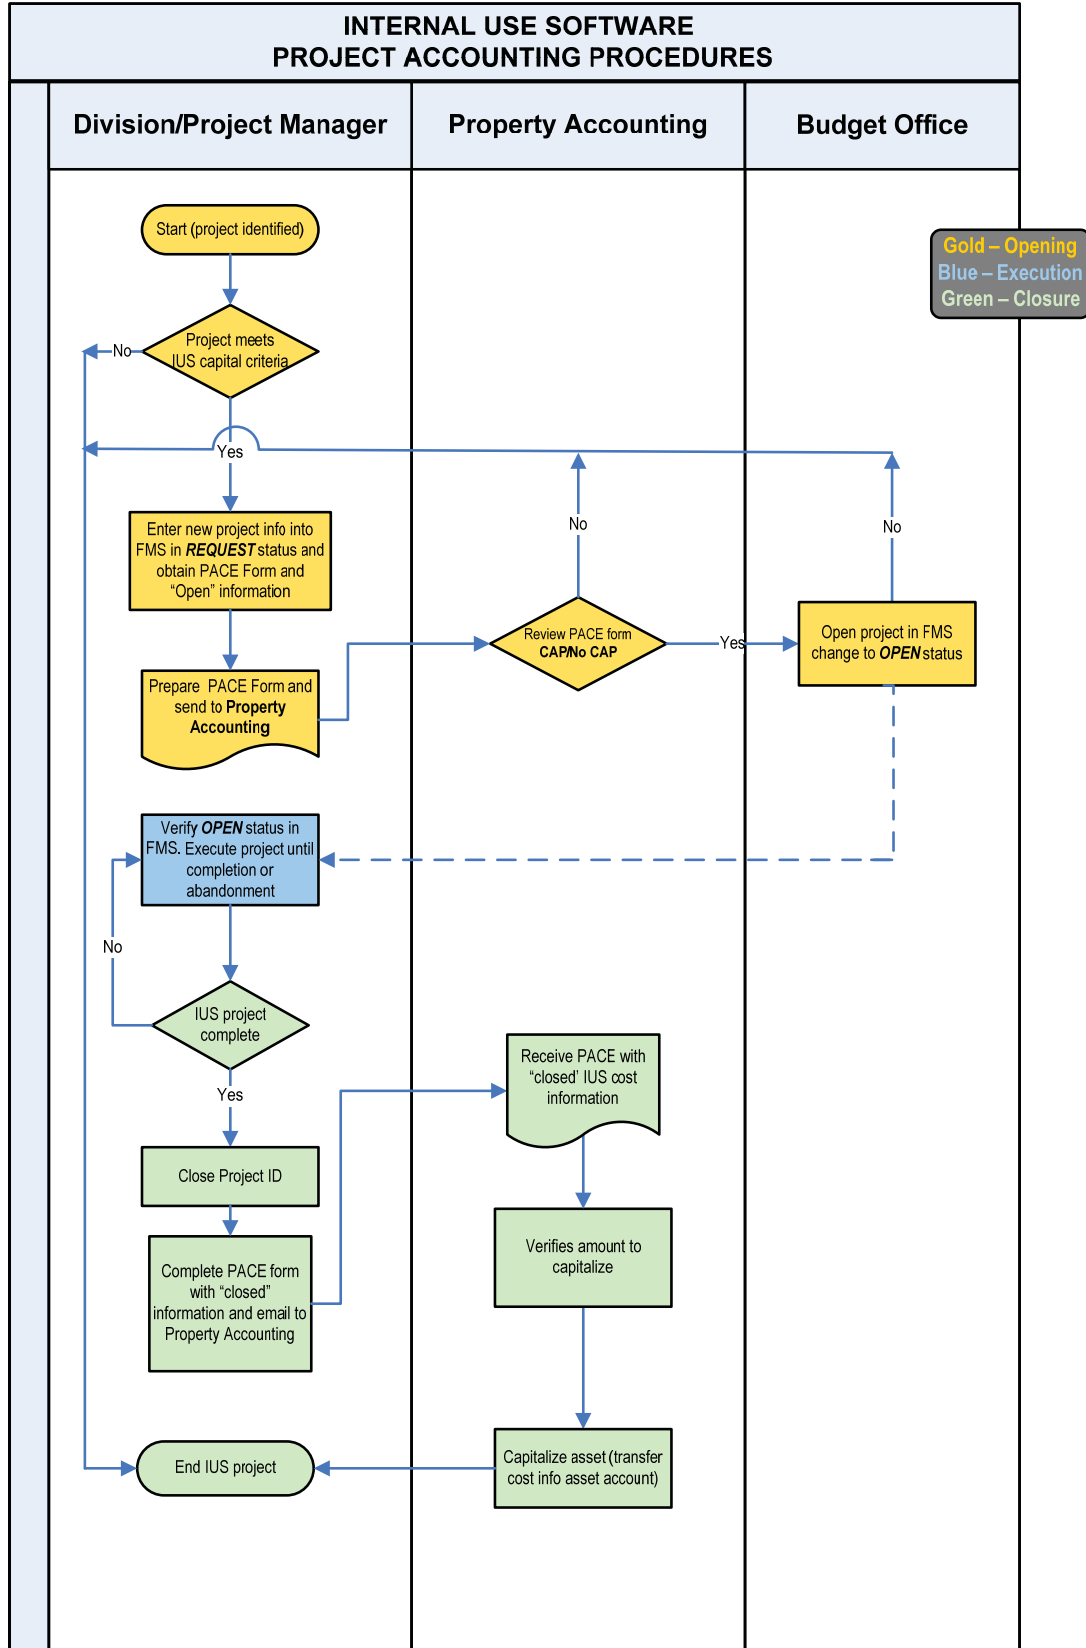 INTERNAL USE SOFTWARE
PROJECT ACCOUNTING PROCEDURES
Division/Project Manager
Property Accounting
Budget Office
Start (project identified)
Gold – Opening
Blue – Execution
Green – Closure
Project meets
IUS capital criteria
No
Yes
Enter new project info into
FMS in REQUEST status and
obtain PACE Form and
“Open” information
No
No
Review PACE form
CAP/No CAP
Yes
Open project in FMS
change to OPEN status
Prepare PACE Form and
send to Property
Accounting
Verify OPEN status in
FMS. Execute project until
completion or
abandonment
No
IUS project
complete
Yes
Close Project ID
Complete PACE form
with “closed”
information and email to
Property Accounting
Receive PACE with
“closed’ IUS cost
information
Verifies amount to
capitalize
Capitalize asset (transfer
cost info asset account)
End IUS project